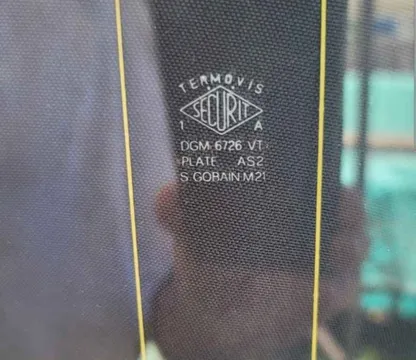 TERMOVIS
SECURIT
1 A
DGM 6726 VT
PLATE AS2
S GOBAIN M21